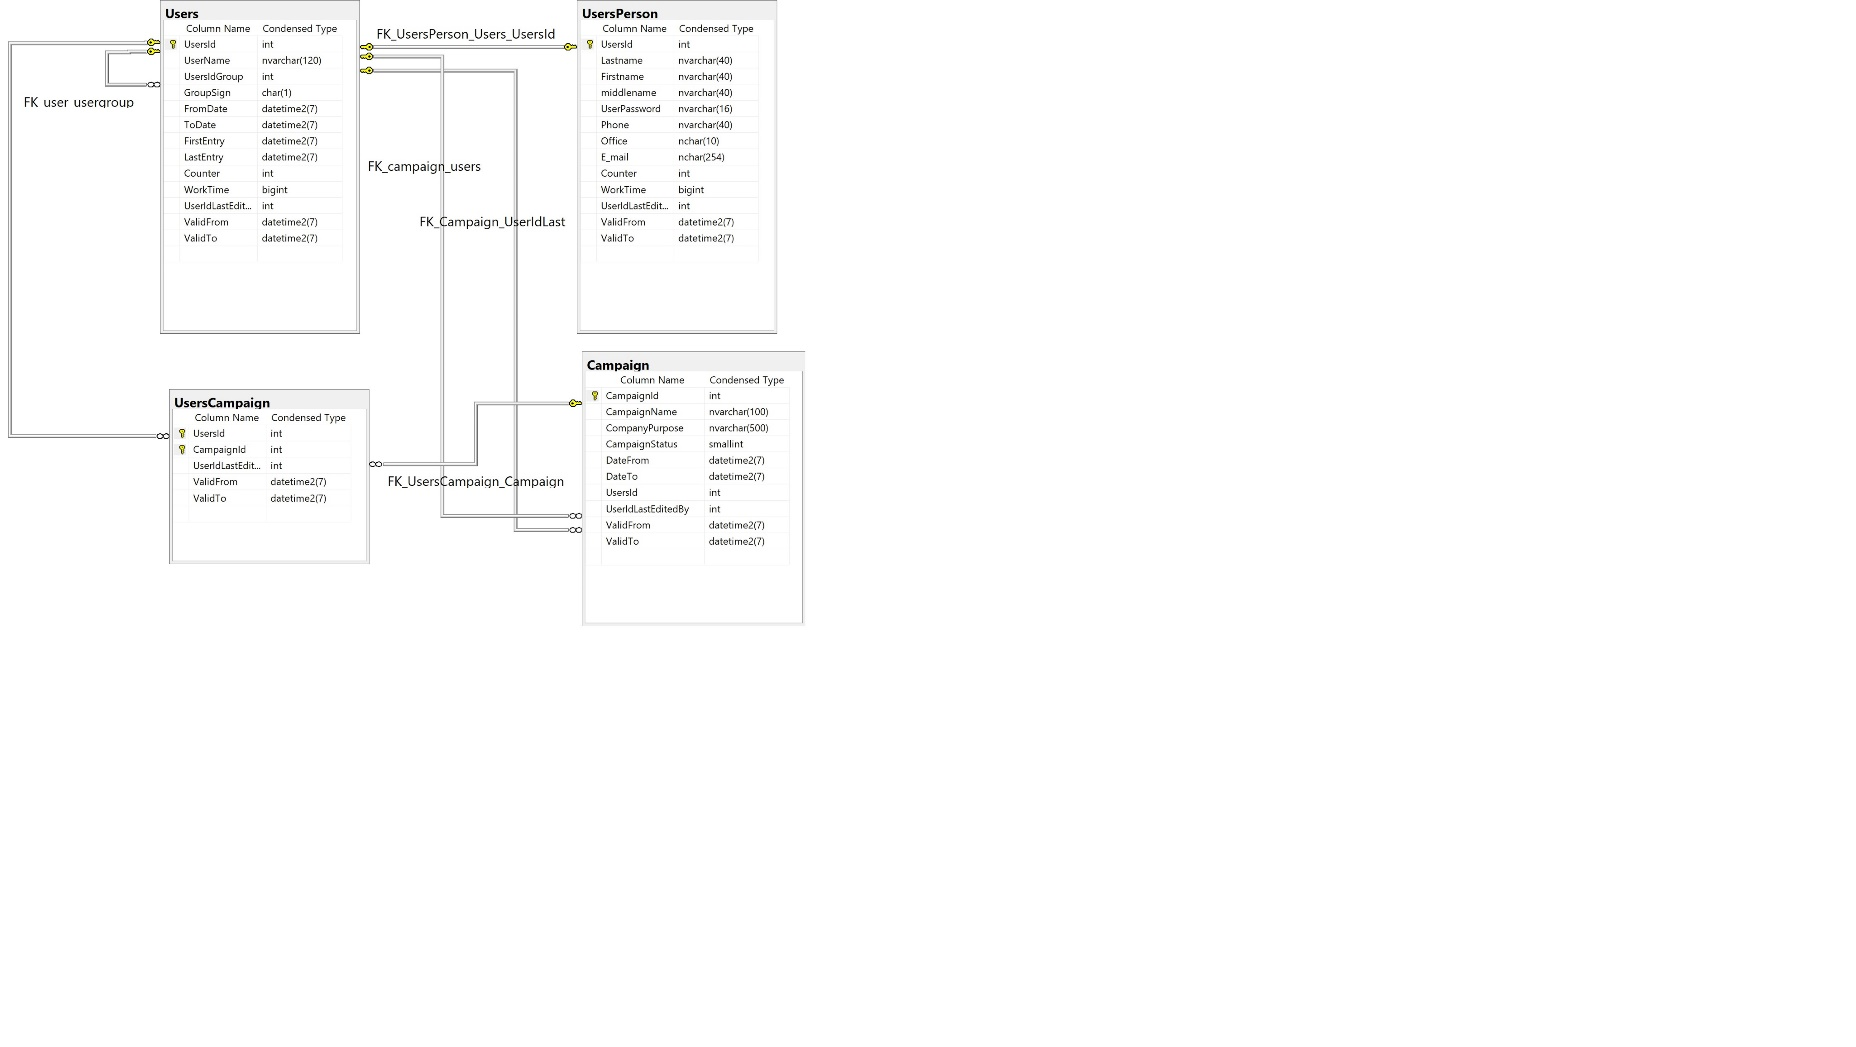 Users
Column Name Condensed Type
UsersId int
UserName nvarchar(120)
UsersIdGroup int
GroupSign char(1)
FromDate datetime2(7)
ToDate datetime2(7)
FirstEntry datetime2(7)
LastEntry datetime2(7)
Counter int
WorkTime bigint
UserIdLastEdit... int
ValidFrom datetime2(7)
ValidTo datetime2(7)
FK_user_usergroup
FK_UsersPerson_Users_UsersId
FK_campaign_users
FK_Campaign_UserIdLast
UsersPerson
Column Name Condensed Type
UsersId int
Lastname nvarchar(40)
Firstname nvarchar(40)
middlename nvarchar(40)
UserPassword nvarchar(16)
Phone nvarchar(40)
Office nchar(10)
E_mail nchar(254)
Counter int
WorkTime bigint
UserIdLastEdit... int
ValidFrom datetime2(7)
ValidTo datetime2(7)
UsersCampaign
Column Name Condensed Type
UsersId int
CampaignId int
UserIdLastEdit... int
ValidFrom datetime2(7)
ValidTo datetime2(7)
FK_UsersCampaign_Campaign
Campaign
Column Name Condensed Type
CampaignId int
CampaignName nvarchar(100)
CompanyPurpose nvarchar(500)
CampaignStatus smallint
DateFrom datetime2(7)
DateTo datetime2(7)
UsersId int
UserIdLastEditedBy int
ValidFrom datetime2(7)
ValidTo datetime2(7)